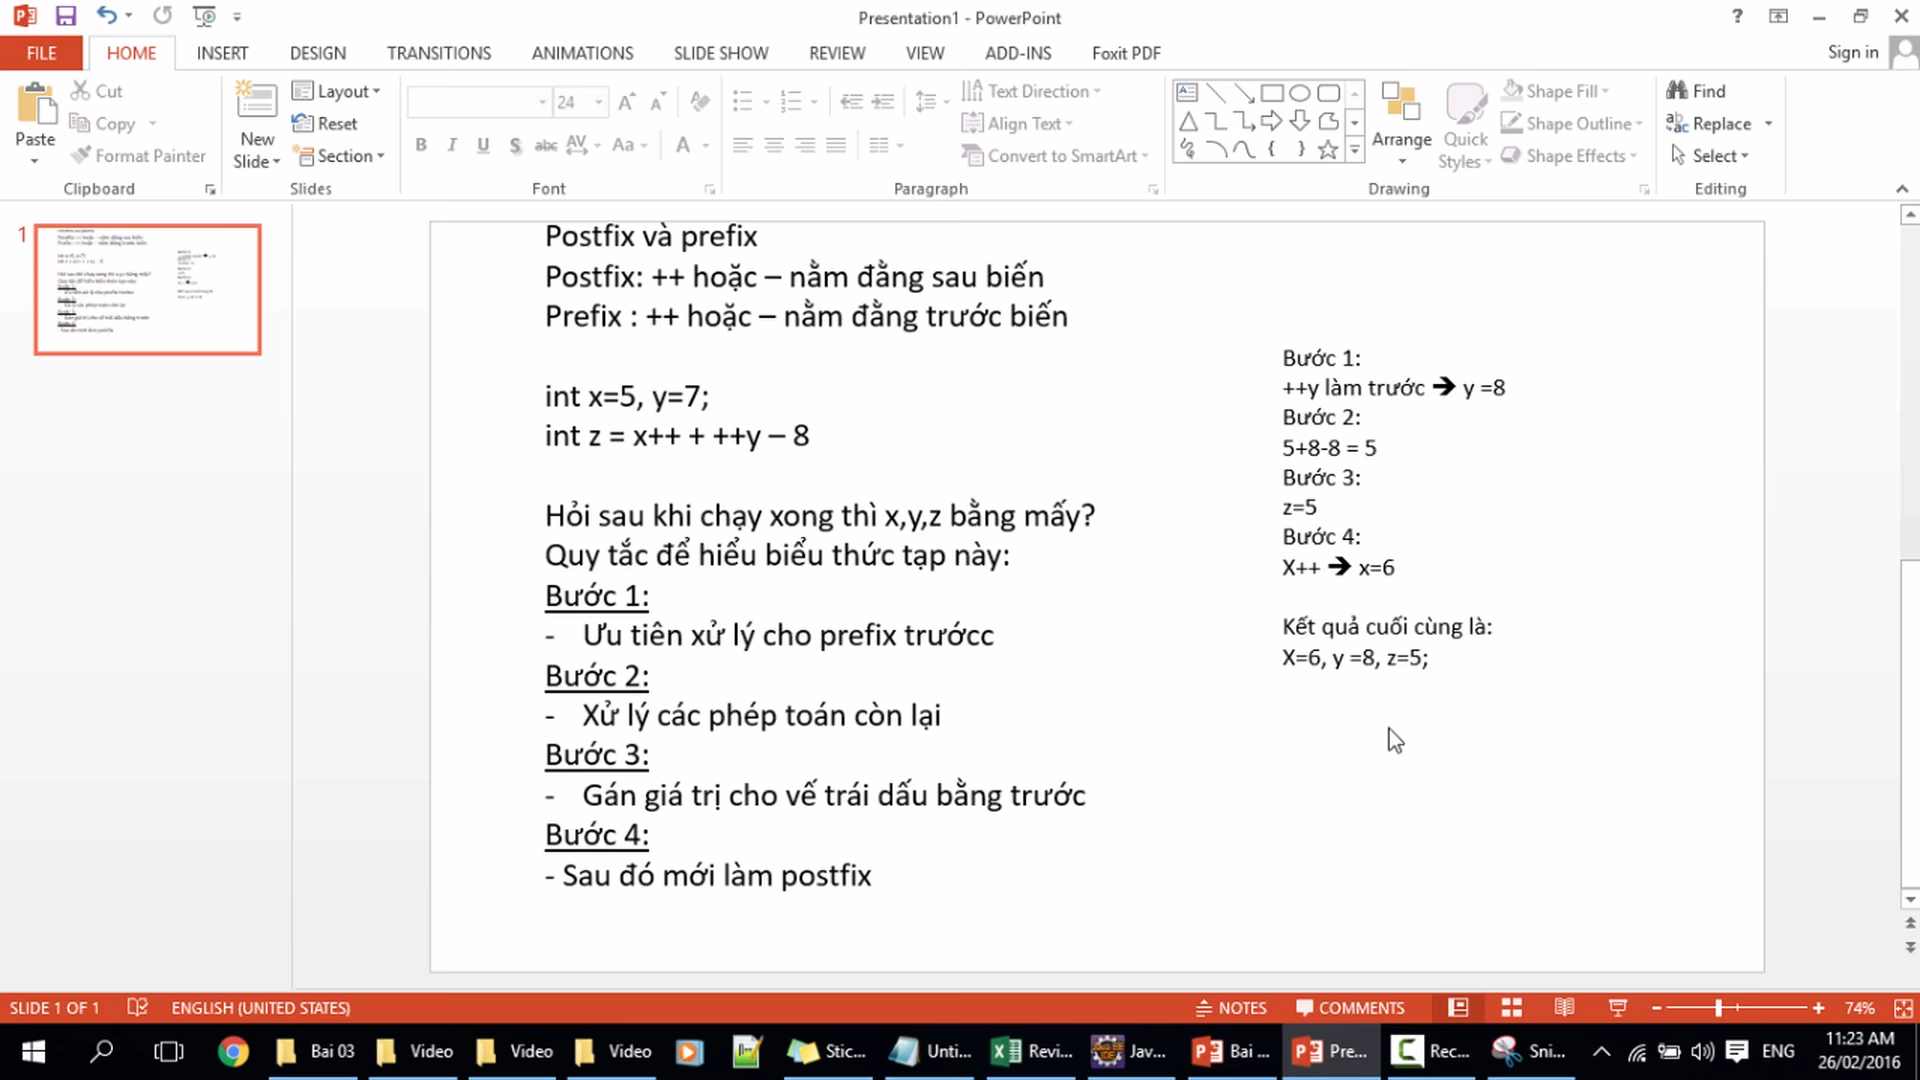 Presentation1 - PowerPoint
?
FILE
HOME
INSERT
DESIGN
TRANSITIONS
ANIMATIONS
SLIDE SHOW
REVIEW
VIEW
ADD-INS
Foxit PDF
Sign in
Paste
Cut
Copy
Format Painter
Clipboard
New
Slide
Layout
Reset
Section
Slides
24
B I U S abc AV Aa A
Font
Text Direction
Align Text
Convert to SmartArt
Paragraph
Arrange
Quick
Styles
Shape Fill
Shape Outline
Shape Effects
Drawing
Find
Replace
Select
Editing
1
Postfix và prefix
Postfix: ++ hoặc – nằm đằng sau biến
Prefix : ++ hoặc – nằm đằng trước biến
int x=5, y=7;
int z = x++ + ++y – 8
Hỏi sau khi chạy xong thì x,y,z bằng mấy?
Quy tắc để hiểu biểu thức tạp này:
Bước 1:
- Ưu tiên xử lý cho prefix trướcc
Bước 2:
- Xử lý các phép toán còn lại
Bước 3:
- Gán giá trị cho vế trái dấu bằng trước
Bước 4:
- Sau đó mới làm postfix
Bước 1:
++y làm trước ➔ y =8
Bước 2:
5+8-8 = 5
Bước 3:
z=5
Bước 4:
X++ ➔ x=6
Kết quả cuối cùng là:
X=6, y =8, z=5;
SLIDE 1 OF 1
ENGLISH (UNITED STATES)
NOTES
COMMENTS
74%
Bai 03
Video
Video
Video
Stic...
Unti...
Revi...
Jav...
Bai ...
Pre...
Rec...
Sni...
ENG
11:23 AM
26/02/2016